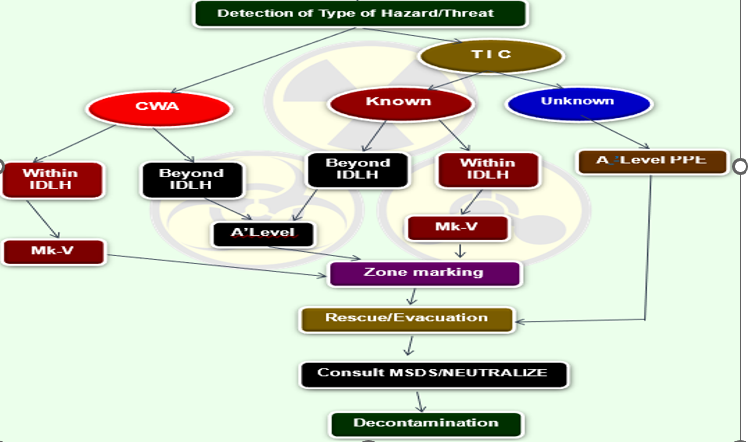 Detection of Type of Hazard/Threat
T I C
CWA
Known
Unknown
Within
IDLH
Beyond
IDLH
Beyond
IDLH
Within
IDLH
A Level PPE
A'Level
Mk-V
Mk-V
Zone marking
Rescue/Evacuation
Consult MSDS/NEUTRALIZE
Decontamination